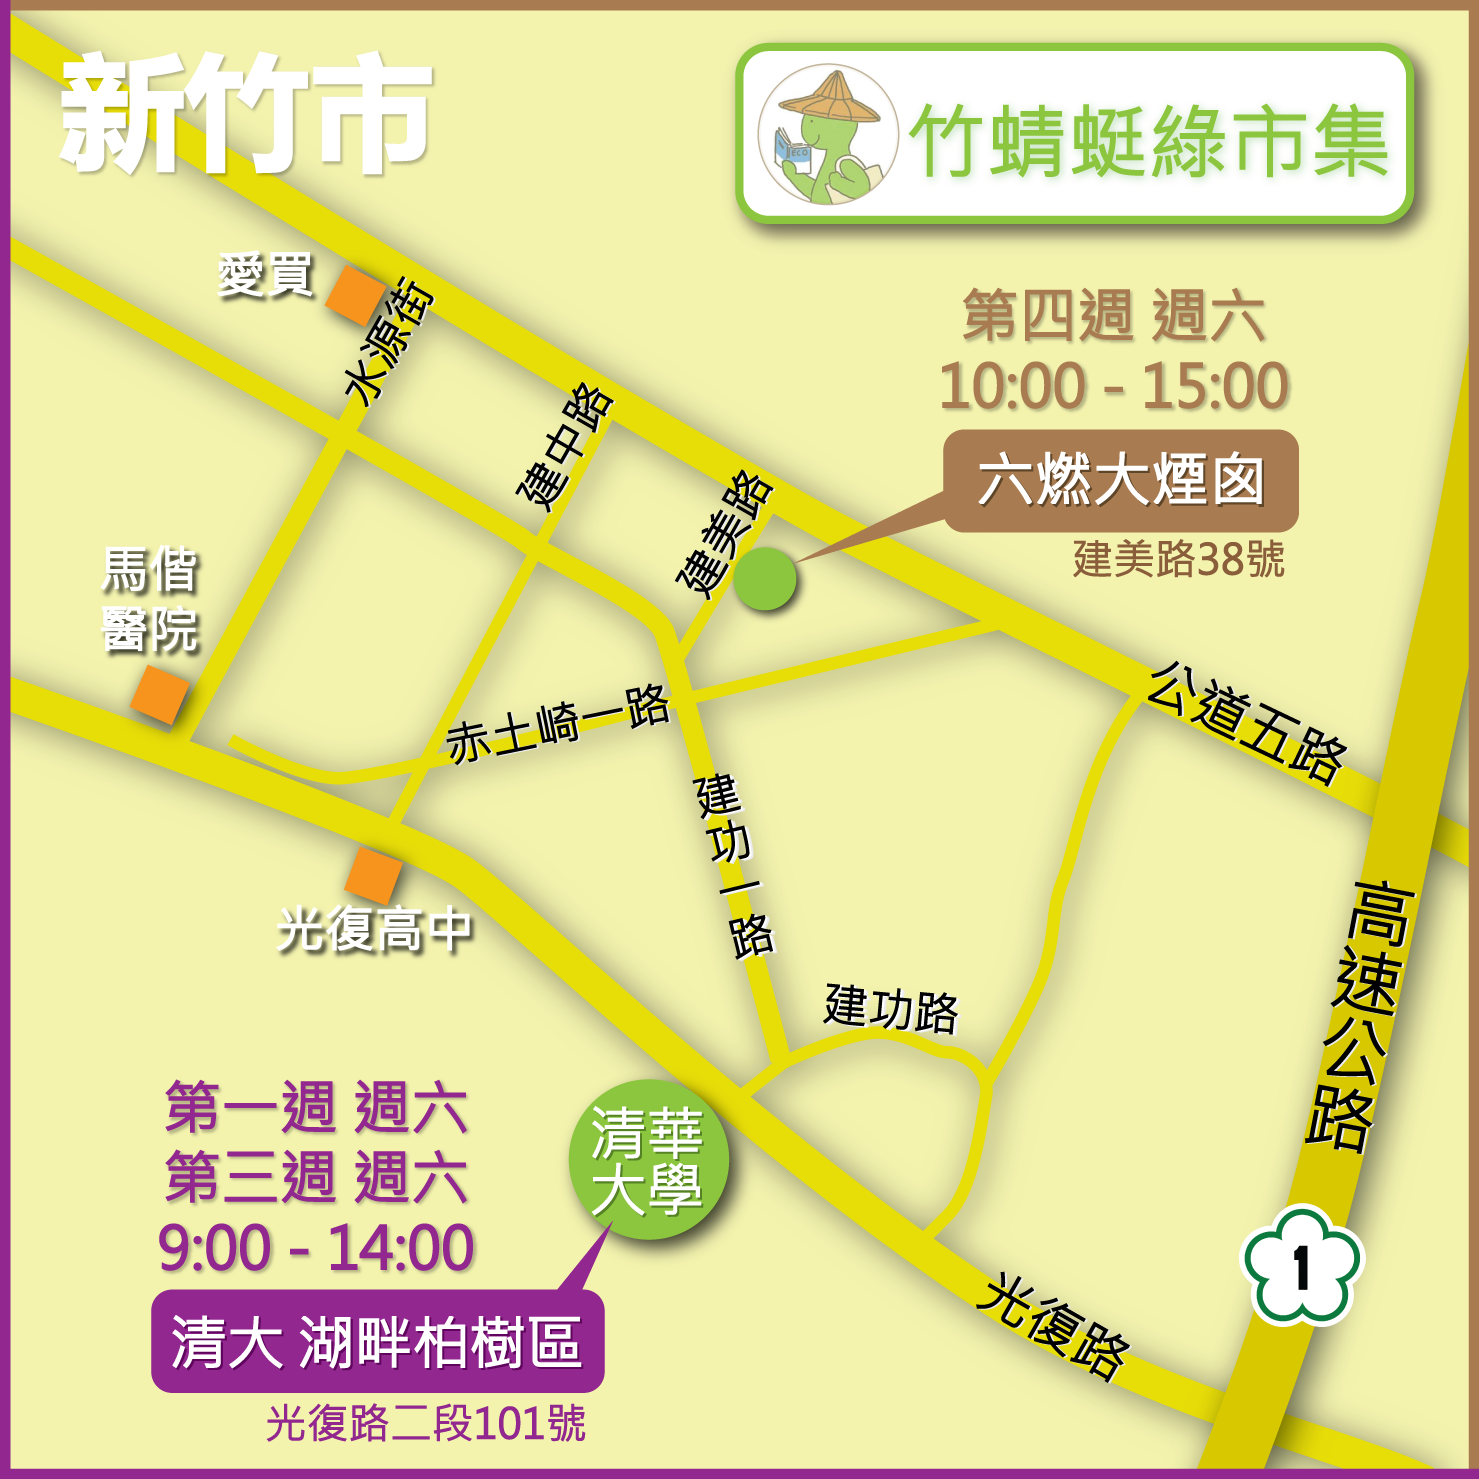 新竹市
竹蜻蜓綠市集
ECO
愛買
水源街
第四週 週六
10:00 - 15:00
六燃大煙囪
建美路38號
建中路
建美路
馬偕
醫院
赤土崎一路
公道五路
建功一路
光復高中
高速公路
建功路
第一週 週六
第三週 週六
9:00 - 14:00
清華
大學
清大 湖畔柏樹區
光復路二段101號
光復路
1